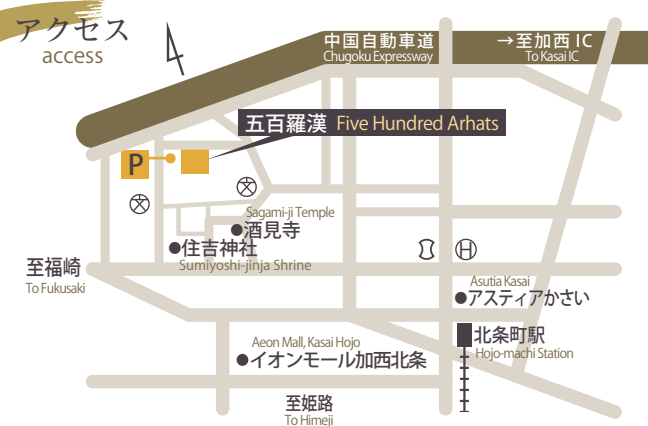 アクセス
access
中国自動車道
Chugoku Expressway
→至加西 IC
To Kasai IC
五百羅漢 Five Hundred Arhats
P
文
文
Sagami-ji Temple
●酒見寺
●住吉神社
Sumiyoshi-jinja Shrine
H
至福崎
To Fukusaki
Asutia Kasai
●アスティアかさい
北条町駅
Hojo-machi Station
Aeon Mall, Kasai Hojo
●イオンモール加西北条
至姫路
To Himeji